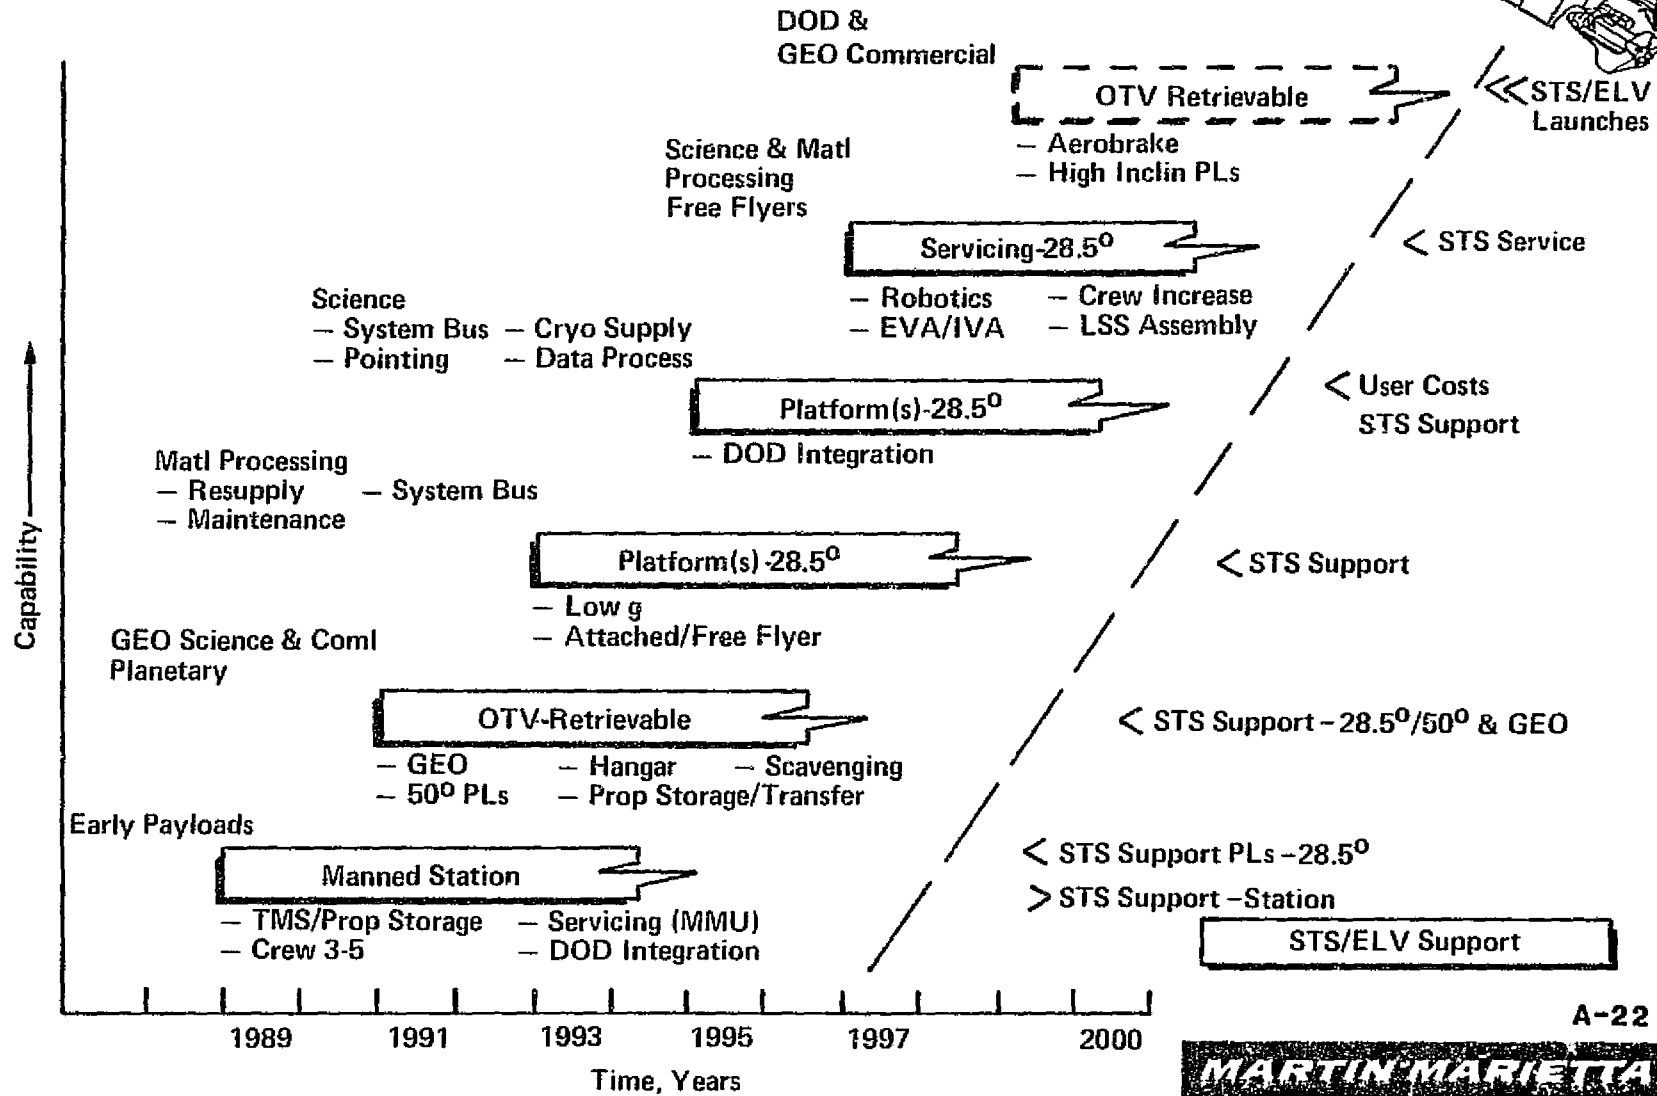 DOD &
GEO Commercial
OTV Retrievable
— Aerobrake
— High Inclin PLs
<<STS/ELV
Launches
Science & Matl
Processing
Free Flyers
Servicing-28.5⁰
— Robotics — Crew Increase
— EVA/IVA — LSS Assembly
< STS Service
Science
— System Bus — Cryo Supply
— Pointing — Data Process
Platform(s)-28.5⁰
— DOD Integration
< User Costs
STS Support
Matl Processing
— Resupply — System Bus
— Maintenance
Platform(s)-28.5⁰
— Low g
— Attached/Free Flyer
< STS Support
GEO Science & Coml
Planetary
OTV-Retrievable
— GEO — Hangar — Scavenging
— 50⁰ PLs — Prop Storage/Transfer
< STS Support – 28.5⁰/50⁰ & GEO
Early Payloads
Manned Station
— TMS/Prop Storage — Servicing (MMU)
— Crew 3-5 — DOD Integration
< STS Support PLs –28.5⁰
> STS Support –Station
STS/ELV Support
Capability
1989 1991 1993 1995 1997 2000
Time, Years
A-22
MARTIN MARIETTA